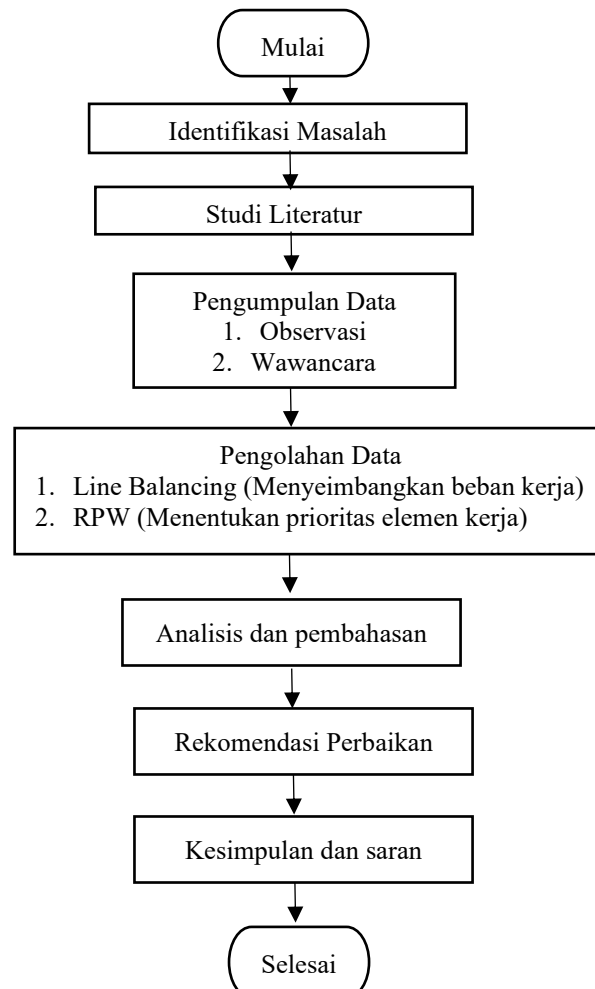 Mulai
Identifikasi Masalah
Studi Literatur
Pengumpulan Data
1. Observasi
2. Wawancara
Pengolahan Data
1. Line Balancing (Menyeimbangkan beban kerja)
2. RPW (Menentukan prioritas elemen kerja)
Analisis dan pembahasan
Rekomendasi Perbaikan
Kesimpulan dan saran
Selesai